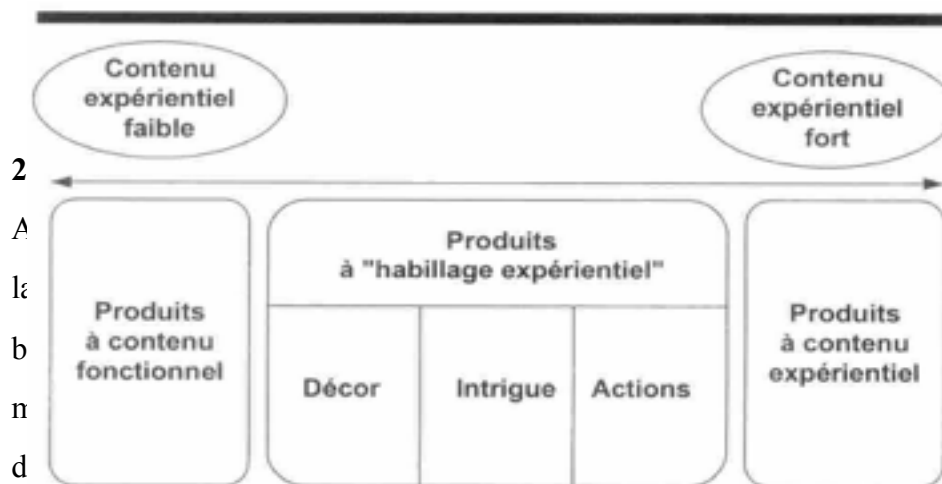 Contenu
expérientiel
faible
Contenu
expérientiel
fort
2
Produits
à contenu
fonctionnel
Produits
à "habillage expérientiel"
Décor
Intrigue
Actions
Produits
à contenu
expérientiel
A
la
b
m
d